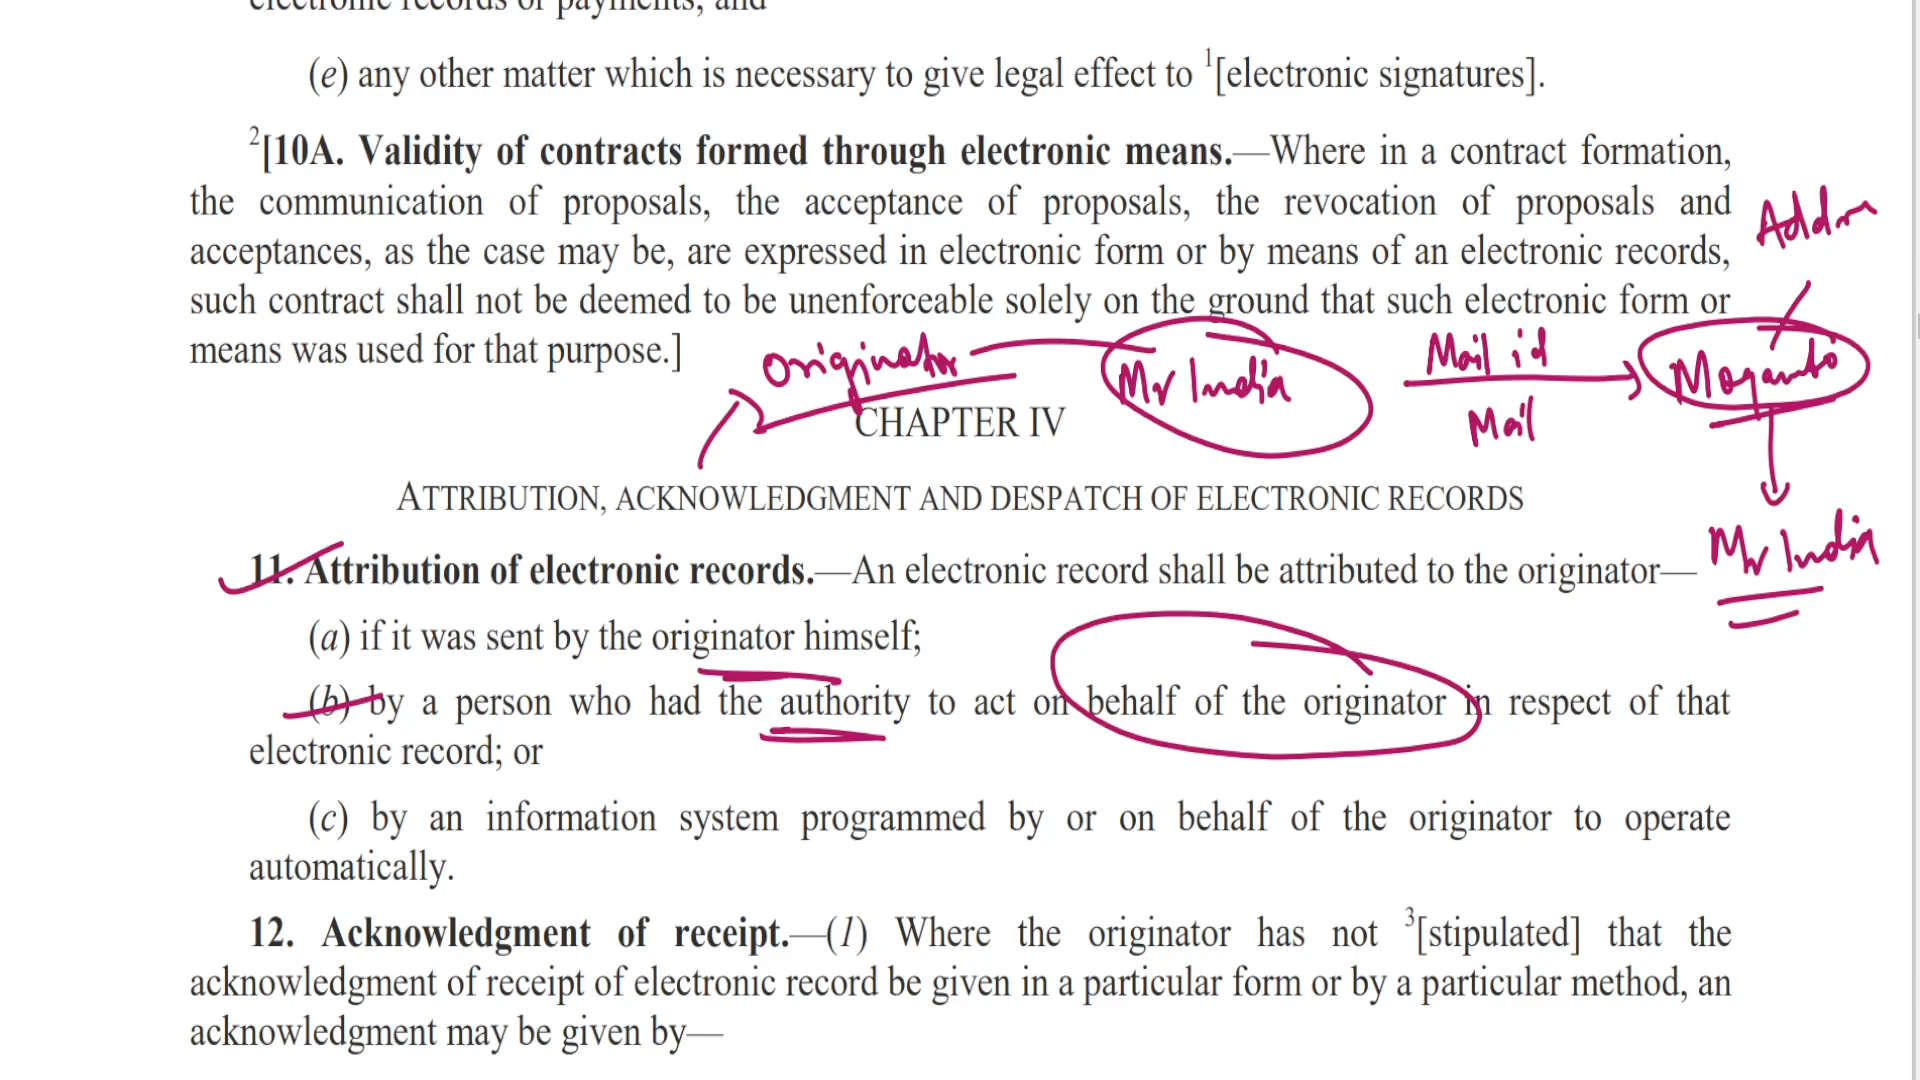 electronic records or payments; and
(e) any other matter which is necessary to give legal effect to 1[electronic signatures].
2[10A. Validity of contracts formed through electronic means.—Where in a contract formation,
the communication of proposals, the acceptance of proposals, the revocation of proposals and
acceptances, as the case may be, are expressed in electronic form or by means of an electronic records,
such contract shall not be deemed to be unenforceable solely on the ground that such electronic form or
means was used for that purpose.]
Originator
Mr India
Mail id
Mail
Mogambo
Mr India
CHAPTER IV
ATTRIBUTION, ACKNOWLEDGMENT AND DESPATCH OF ELECTRONIC RECORDS
11. Attribution of electronic records.—An electronic record shall be attributed to the originator—
(a) if it was sent by the originator himself;
(b) by a person who had the authority to act on behalf of the originator in respect of that
electronic record; or
(c) by an information system programmed by or on behalf of the originator to operate
automatically.
12. Acknowledgment of receipt.—(1) Where the originator has not 3[stipulated] that the
acknowledgment of receipt of electronic record be given in a particular form or by a particular method, an
acknowledgment may be given by—